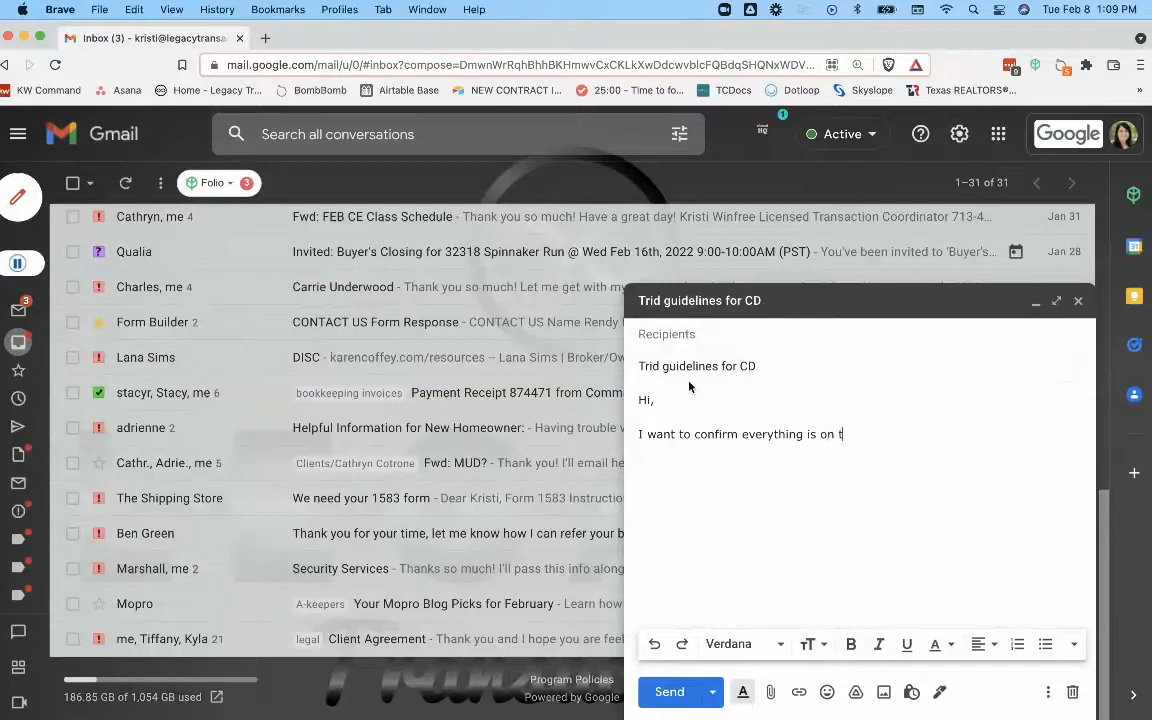 Brave File Edit View History Bookmarks Profiles Tab Window Help Tue Feb 8 1:09 PM
Inbox (3) - kristi@legacytransa
mail.google.com/mail/u/0/#inbox?compose=DmwnWrRqhBhhBKHmwvCxCKLkXwDdcwvblcFQBdqSHQNxWDV...
9
5
KW Command Asana Home - Legacy Tr... BombBomb Airtable Base NEW CONTRACT I... 25:00 - Time to fo... TCDocs Dotloop Skyslope Texas REALTORS®... »
Gmail Search all conversations 1 Active Google
Folio 3 1–31 of 31
Cathryn, me 4 Fwd: FEB CE Class Schedule - Thank you so much! Have a great day! Kristi Winfree Licensed Transaction Coordinator 713-4... Jan 31
Qualia Invited: Buyer's Closing for 32318 Spinnaker Run @ Wed Feb 16th, 2022 9:00-10:00AM (PST) - You've been invited to 'Buyer's... Jan 28
Charles, me 4 Carrie Underwood - Thank you so much! Let me get with my
Form Builder 2 CONTACT US Form Response - CONTACT US Name Rendy
Lana Sims DISC - karencoffey.com/resources – Lana Sims | Broker/Ow
stacyr, Stacy, me 6 bookkeeping invoices Payment Receipt 874471 from Comm
adrienne 2 Helpful Information for New Homeowner: - Having trouble
Cathr., Adrie., me 5 Clients/Cathryn Cotrone Fwd: MUD? - Thank you! I'll email he
The Shipping Store We need your 1583 form - Dear Kristi, Form 1583 Instructio
Ben Green Thank you for your time, let me know how I can refer your b
Marshall, me 2 Security Services - Thanks so much! I'll pass this info along
Mopro A-keepers Your Mopro Blog Picks for February - Learn how
me, Tiffany, Kyla 21 legal Client Agreement - Thank you and I hope you are feel
3
186.85 GB of 1,054 GB used
Program Policies
Powered by Google
Trid guidelines for CD
Recipients
Trid guidelines for CD
Hi,
I want to confirm everything is on t
Verdana
Send